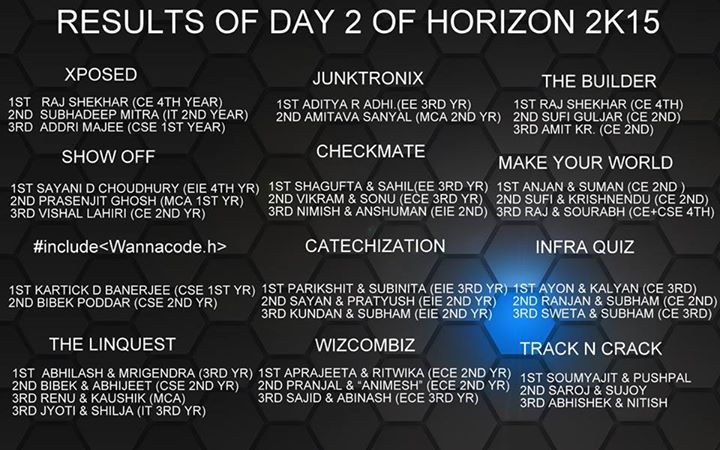 RESULTS OF DAY 2 OF HORIZON 2K15
XPOSED
1ST RAJ SHEKHAR (CE 4TH YEAR)
2ND SUBHADEEP MITRA (IT 2ND YEAR)
3RD ADDRI MAJEE (CSE 1ST YEAR)
JUNKTRONIX
1ST ADITYA R ADHI.(EE 3RD YR)
2ND AMITAVA SANYAL (MCA 2ND YR)
THE BUILDER
1ST RAJ SHEKHAR (CE 4TH)
2ND SUFI GULJAR (CE 2ND)
3RD AMIT KR. (CE 2ND)
SHOW OFF
1ST SAYANI D CHOUDHURY (EIE 4TH YR)
2ND PRASENJIT GHOSH (MCA 1ST YR)
3RD VISHAL LAHIRI (CE 2ND YR)
CHECKMATE
1ST SHAGUFTA & SAHIL(EE 3RD YR)
2ND VIKRAM & SONU (ECE 3RD YR)
3RD NIMISH & ANSHUMAN (EIE 2ND)
MAKE YOUR WORLD
1ST ANJAN & SUMAN (CE 2ND )
2ND SUFI & KRISHNENDU (CE 2ND)
3RD RAJ & SOURABH (CE+CSE 4TH)
#include<Wannacode.h>
1ST KARTICK D BANERJEE (CSE 1ST YR)
2ND BIBEK PODDAR (CSE 2ND YR)
CATECHIZATION
1ST PARIKSHIT & SUBINITA (EIE 3RD YR)
2ND SAYAN & PRATYUSH (EIE 2ND YR)
3RD KUNDAN & SUBHAM (EIE 2ND YR)
INFRA QUIZ
1ST AYON & KALYAN (CE 3RD)
2ND RANJAN & SUBHAM (CE 2ND)
3RD SWETA & SUBHAM (CE 3RD)
THE LINQUEST
1ST ABHILASH & MRIGENDRA (3RD YR)
2ND BIBEK & ABHIJEET (CSE 2ND YR)
3RD RENU & KAUSHIK (MCA)
3RD JYOTI & SHILJA (IT 3RD YR)
WIZCOMBIZ
1ST APRAJEETA & RITWIKA (ECE 2ND YR)
2ND PRANJAL & “ANIMESH” (ECE 2ND YR)
3RD SAJID & ABINASH (ECE 3RD YR)
TRACK N CRACK
1ST SOUMYAJIT & PUSHPAL
2ND SAROJ & SUJOY
3RD ABHISHEK & NITISH